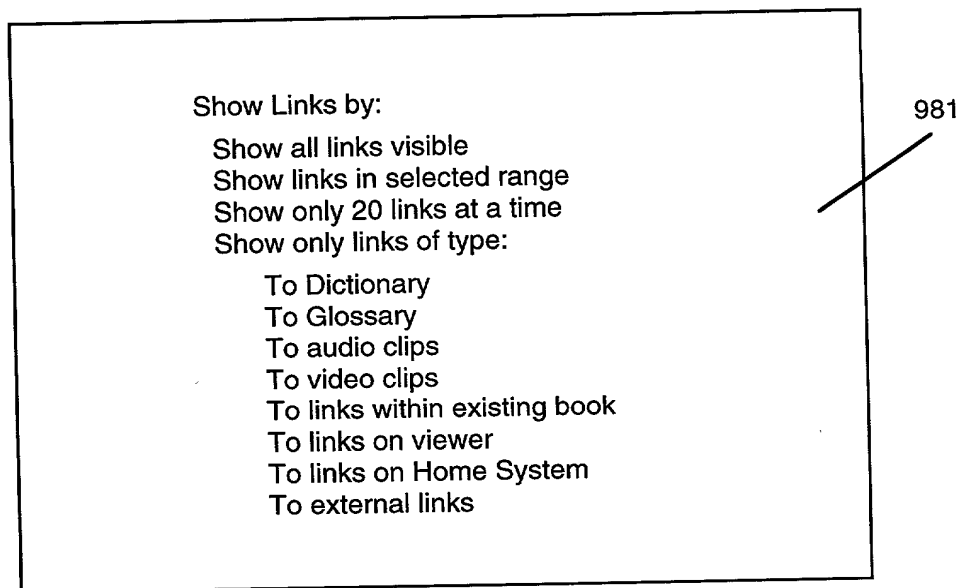 Show Links by:
981
Show all links visible
Show links in selected range
Show only 20 links at a time
Show only links of type:
To Dictionary
To Glossary
To audio clips
To video clips
To links within existing book
To links on viewer
To links on Home System
To external links